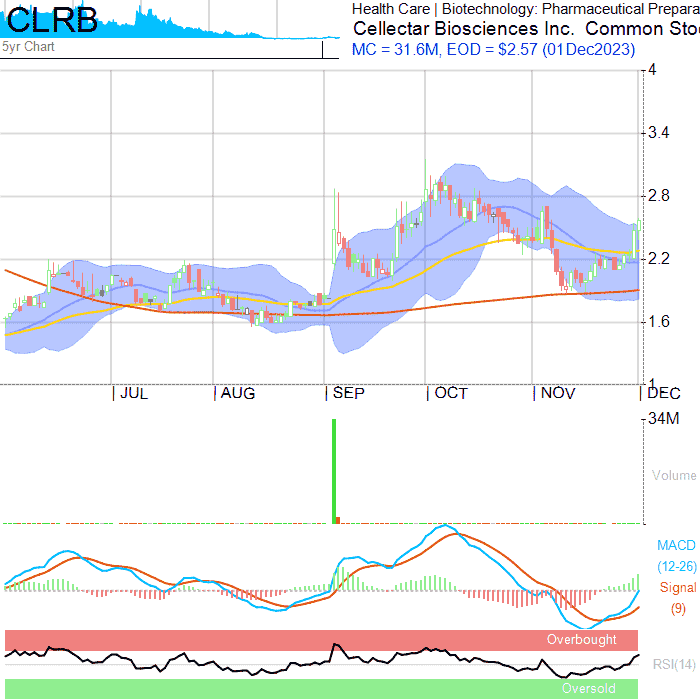 CLRB
5yr Chart
Health Care | Biotechnology: Pharmaceutical Prepara
Cellectar Biosciences Inc. Common Sto
MC = 31.6M, EOD = $2.57 (01Dec2023)
4
3.4
2.8
2.2
1.6
1
JUL AUG SEP OCT NOV DEC
34M
Volume
MACD
(12-26)
Signal
(9)
Overbought
RSI(14)
Oversold